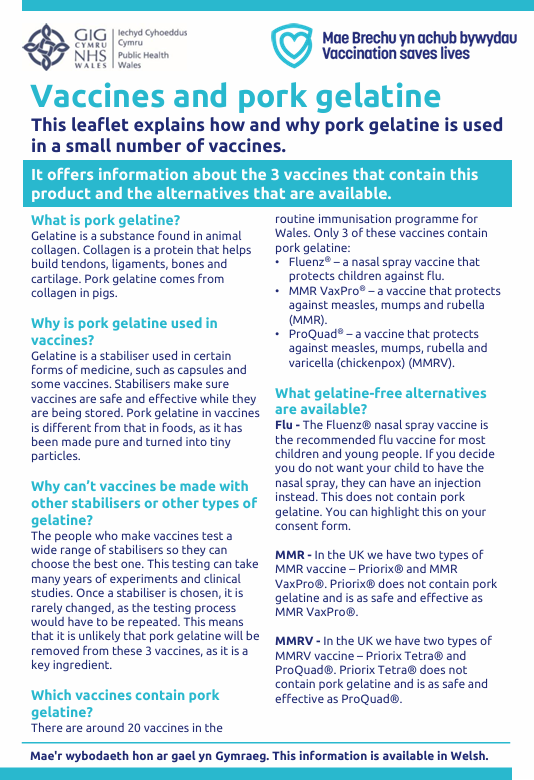 GIG
CYMRU
NHS
WALES
Iechyd Cyhoeddus
Cymru
Public Health
Wales
Mae Brechu yn achub bywydau
Vaccination saves lives
Vaccines and pork gelatine
This leaflet explains how and why pork gelatine is used
in a small number of vaccines.
It offers information about the 3 vaccines that contain this
product and the alternatives that are available.
What is pork gelatine?
Gelatine is a substance found in animal
collagen. Collagen is a protein that helps
build tendons, ligaments, bones and
cartilage. Pork gelatine comes from
collagen in pigs.
Why is pork gelatine used in
vaccines?
Gelatine is a stabiliser used in certain
forms of medicine, such as capsules and
some vaccines. Stabilisers make sure
vaccines are safe and effective while they
are being stored. Pork gelatine in vaccines
is different from that in foods, as it has
been made pure and turned into tiny
particles.
Why can’t vaccines be made with
other stabilisers or other types of
gelatine?
The people who make vaccines test a
wide range of stabilisers so they can
choose the best one. This testing can take
many years of experiments and clinical
studies. Once a stabiliser is chosen, it is
rarely changed, as the testing process
would have to be repeated. This means
that it is unlikely that pork gelatine will be
removed from these 3 vaccines, as it is a
key ingredient.
Which vaccines contain pork
gelatine?
There are around 20 vaccines in the
routine immunisation programme for
Wales. Only 3 of these vaccines contain
pork gelatine:
• Fluenz® – a nasal spray vaccine that
protects children against flu.
• MMR VaxPro® – a vaccine that protects
against measles, mumps and rubella
(MMR).
• ProQuad® – a vaccine that protects
against measles, mumps, rubella and
varicella (chickenpox) (MMRV).
What gelatine-free alternatives
are available?
Flu - The Fluenz® nasal spray vaccine is
the recommended flu vaccine for most
children and young people. If you decide
you do not want your child to have the
nasal spray, they can have an injection
instead. This does not contain pork
gelatine. You can highlight this on your
consent form.
MMR - In the UK we have two types of
MMR vaccine – Priorix® and MMR
VaxPro®. Priorix® does not contain pork
gelatine and is as safe and effective as
MMR VaxPro®.
MMRV - In the UK we have two types of
MMRV vaccine – Priorix Tetra® and
ProQuad®. Priorix Tetra® does not
contain pork gelatine and is as safe and
effective as ProQuad®.
Mae'r wybodaeth hon ar gael yn Gymraeg. This information is available in Welsh.